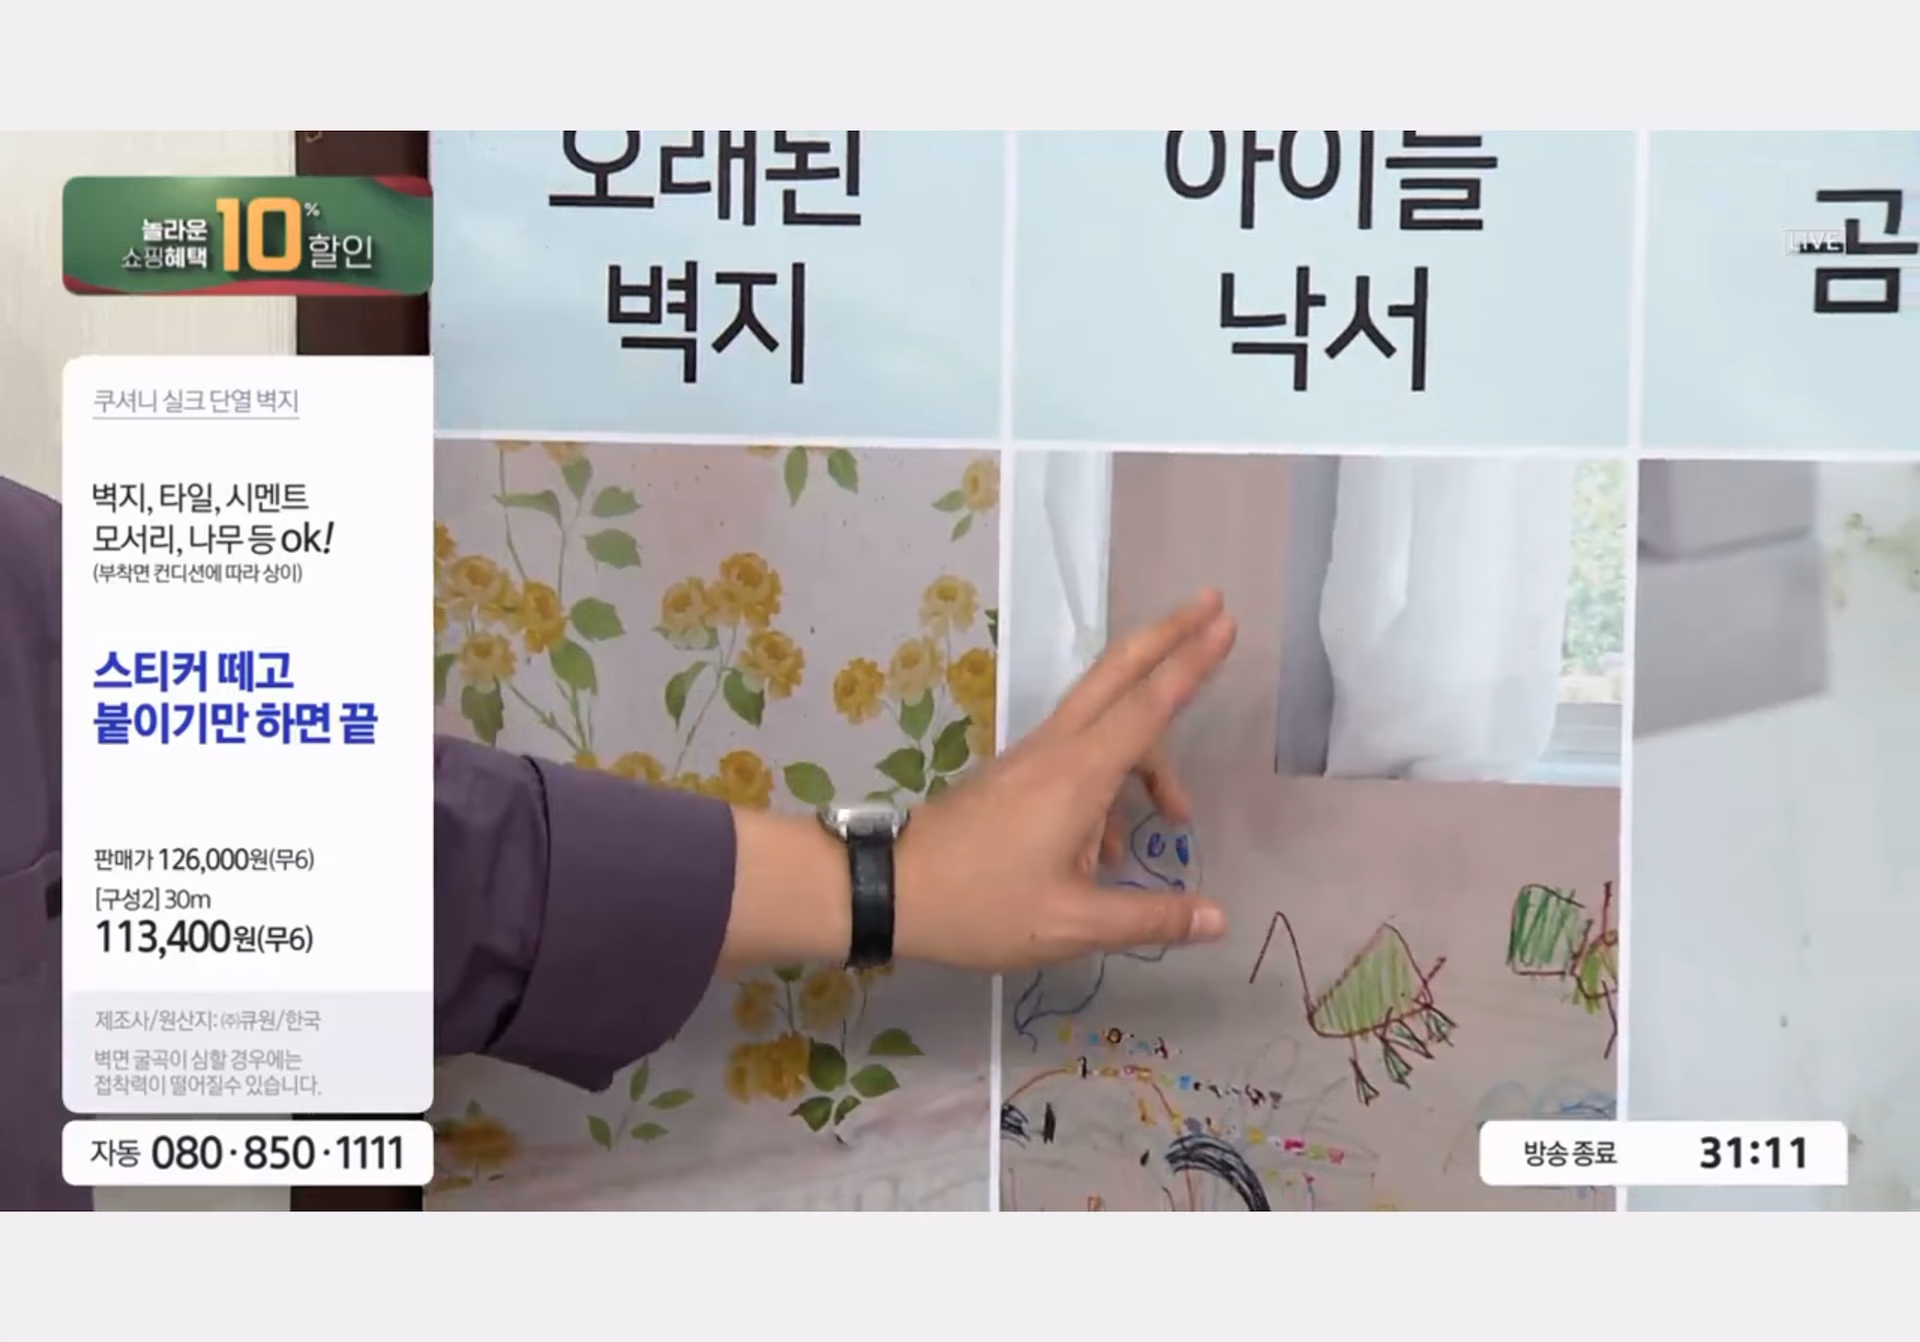 놀라운
쇼핑혜택 10% 할인
쿠셔니 실크 단열 벽지
벽지, 타일, 시멘트
모서리, 나무 등 ok!
(부착면 컨디션에 따라 상이)
스티커 떼고
붙이기만 하면 끝
판매가 126,000원(무6)
[구성2] 30m
113,400원(무6)
제조사/원산지: ㈜큐원/한국
벽면 굴곡이 심할 경우에는
접착력이 떨어질수 있습니다.
자동 080·850·1111
오래된
벽지
아이들
낙서
곰
LIVE
방송 종료 31:11